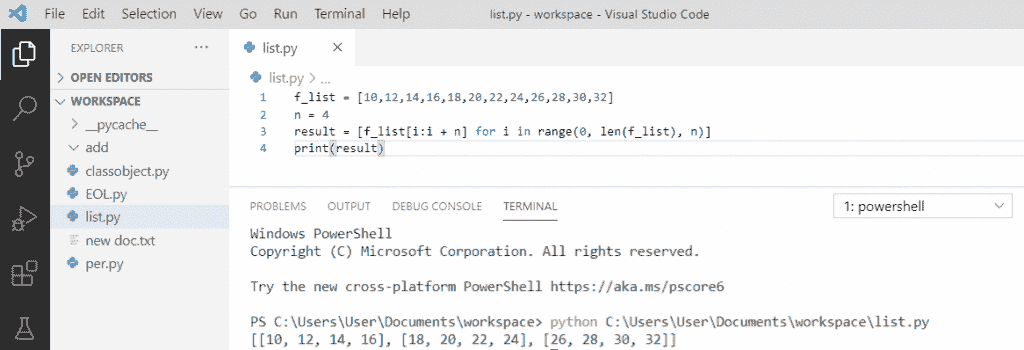 File Edit Selection View Go Run Terminal Help list.py - workspace - Visual Studio Code
EXPLORER ...
OPEN EDITORS
WORKSPACE
__pycache__
add
classobject.py
EOL.py
list.py
new doc.txt
per.py
list.py
list.py > ...
1 f_list = [10,12,14,16,18,20,22,24,26,28,30,32]
2 n = 4
3 result = [f_list[i:i + n] for i in range(0, len(f_list), n)]
4 print(result)
PROBLEMS OUTPUT DEBUG CONSOLE TERMINAL 1: powershell
Windows PowerShell
Copyright (C) Microsoft Corporation. All rights reserved.
Try the new cross-platform PowerShell https://aka.ms/pscore6
PS C:\Users\User\Documents\workspace> python C:\Users\User\Documents\workspace\list.py
[[10, 12, 14, 16], [18, 20, 22, 24], [26, 28, 30, 32]]